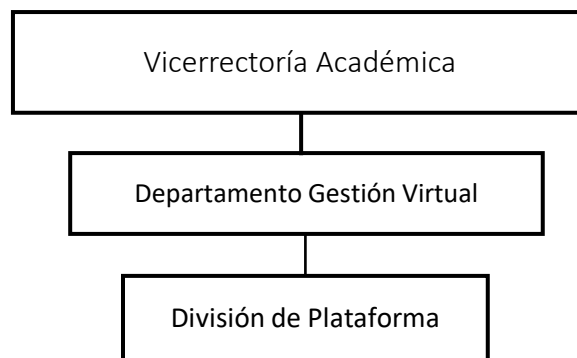 Vicerrectoría Académica
Departamento Gestión Virtual
División de Plataforma